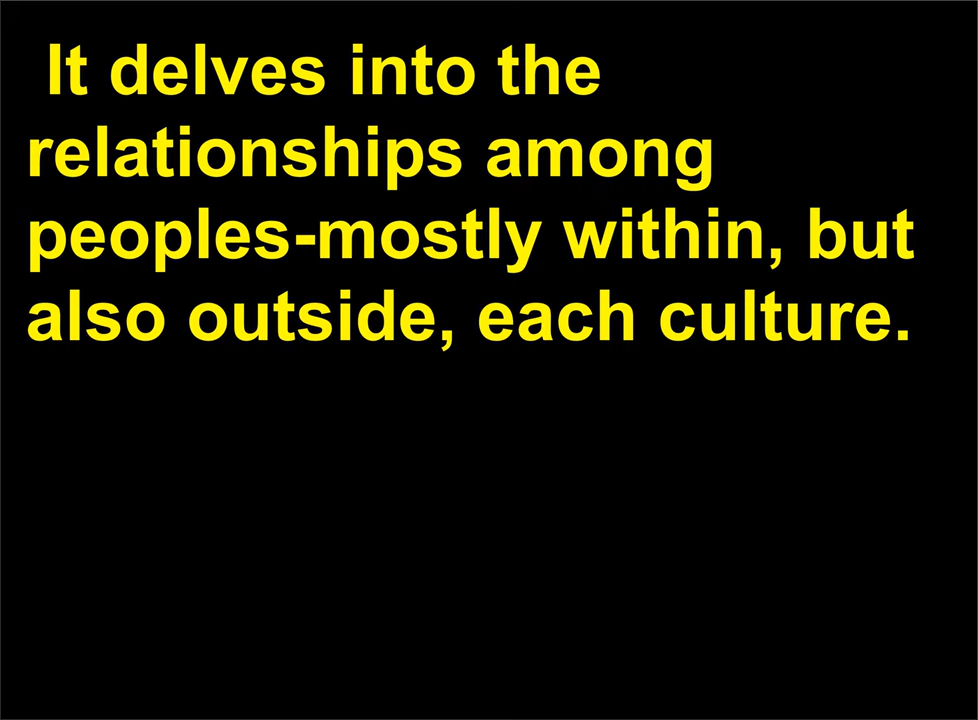 It delves into the
relationships among
peoples-mostly within, but
also outside, each culture.